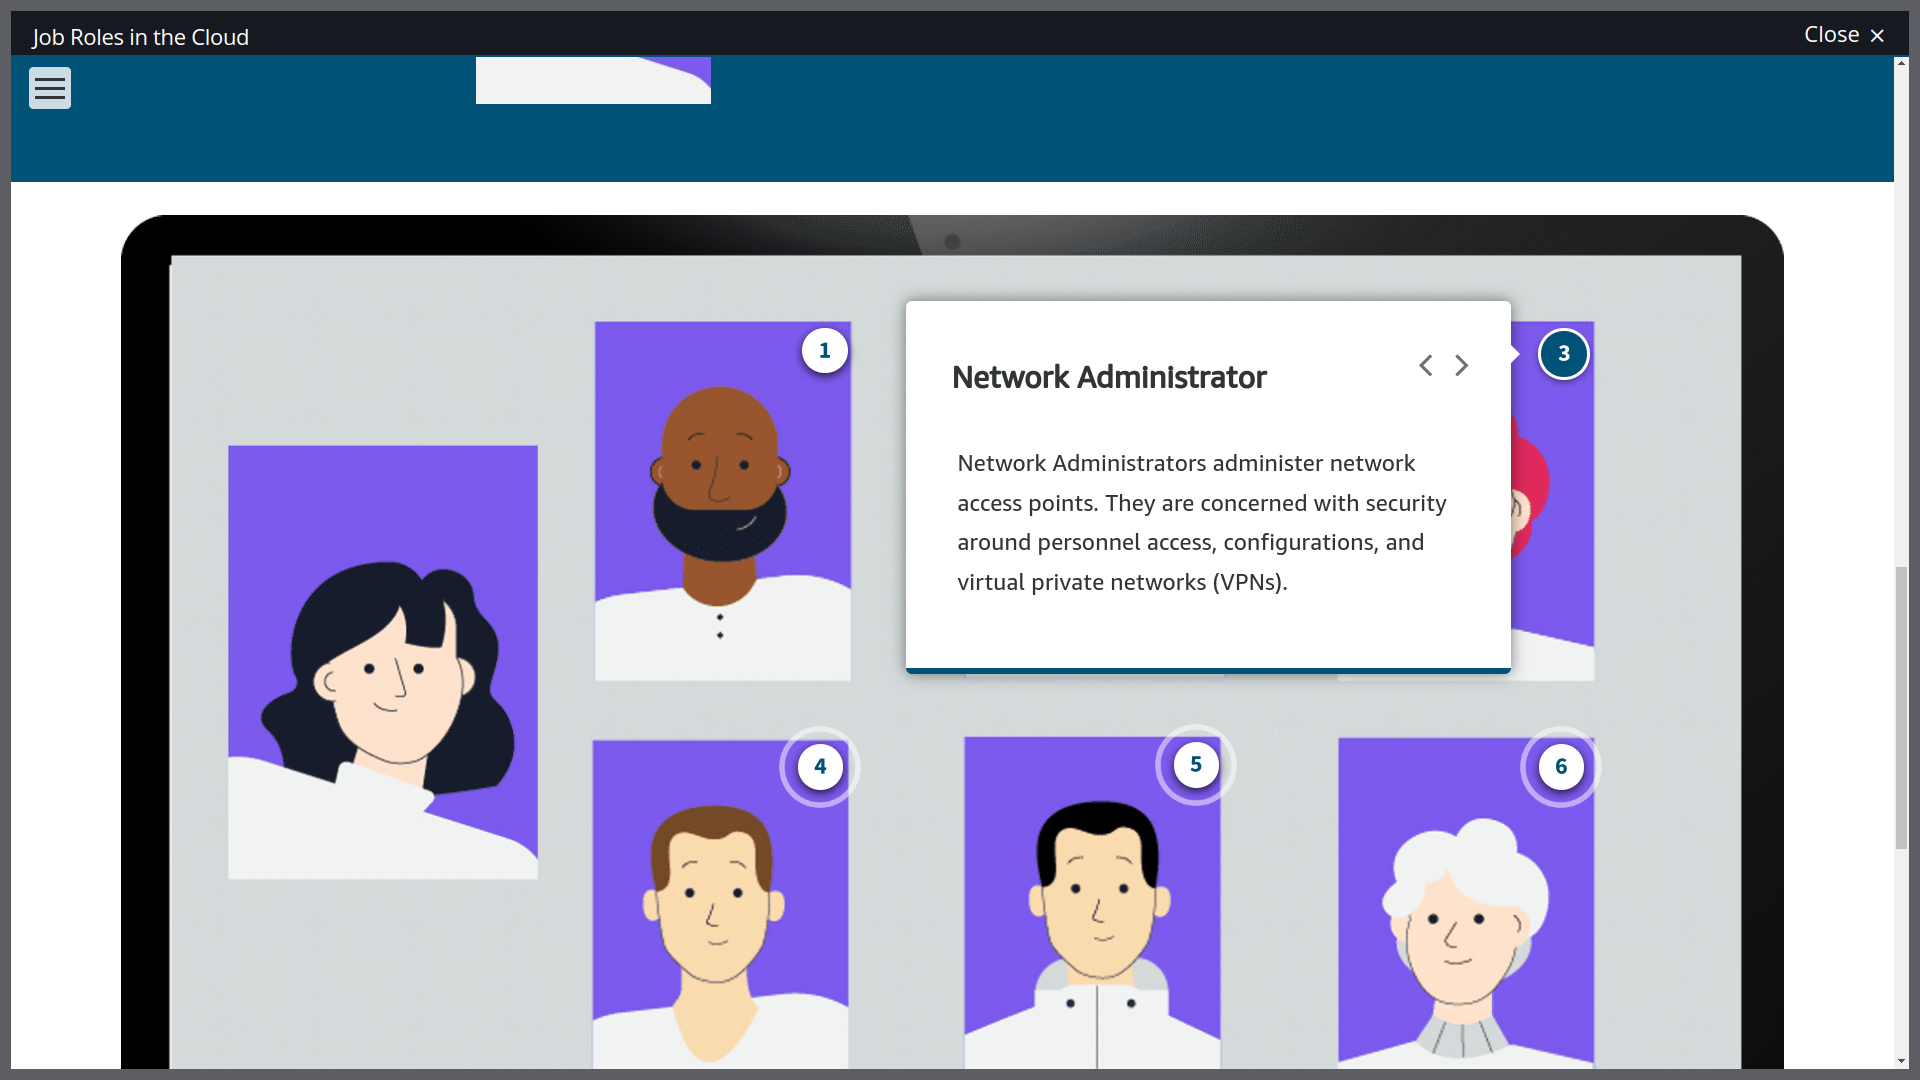 Job Roles in the Cloud
Close ×
1
Network Administrator
3
Network Administrators administer network
access points. They are concerned with security
around personnel access, configurations, and
virtual private networks (VPNs).
4
5
6